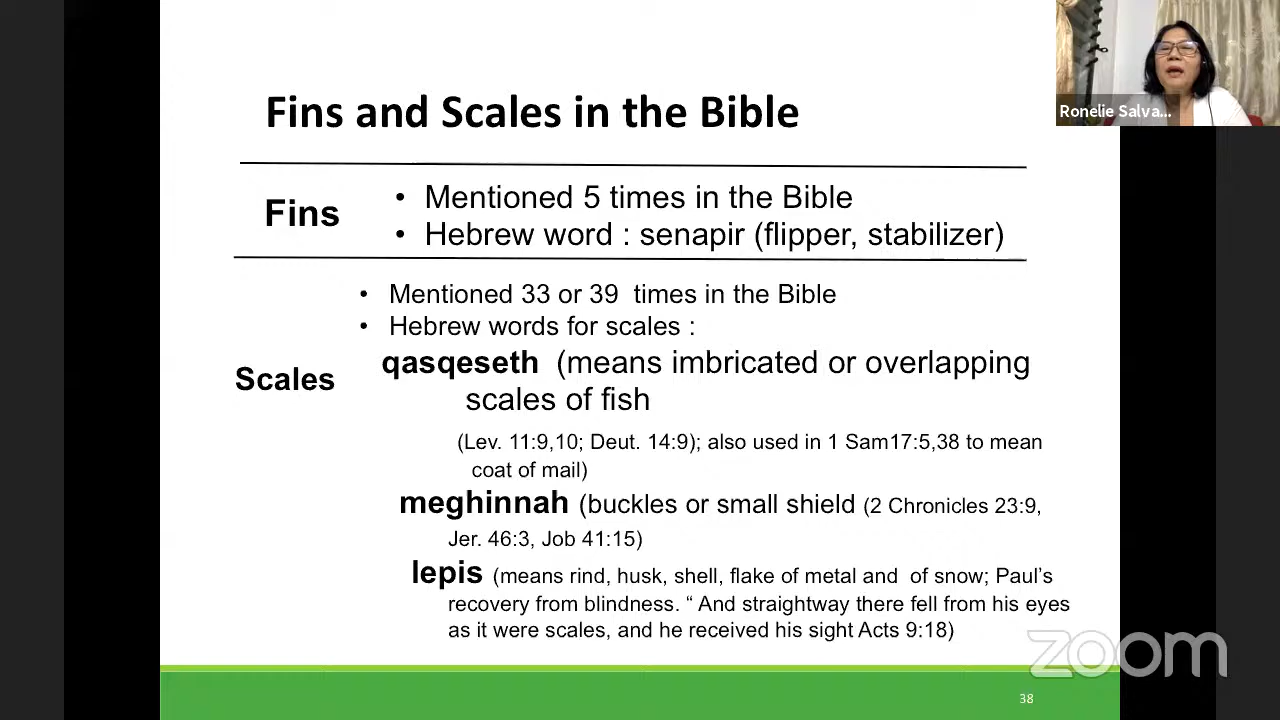 Ronelie Salva...
Fins and Scales in the Bible
Fins
• Mentioned 5 times in the Bible
• Hebrew word : senapir (flipper, stabilizer)
Scales
• Mentioned 33 or 39 times in the Bible
• Hebrew words for scales :
qasqeseth (means imbricated or overlapping
scales of fish
(Lev. 11:9,10; Deut. 14:9); also used in 1 Sam17:5,38 to mean
coat of mail)
meghinnah (buckles or small shield (2 Chronicles 23:9,
Jer. 46:3, Job 41:15)
lepis (means rind, husk, shell, flake of metal and of snow; Paul’s
recovery from blindness. “ And straightway there fell from his eyes
as it were scales, and he received his sight Acts 9:18)
zoom
38